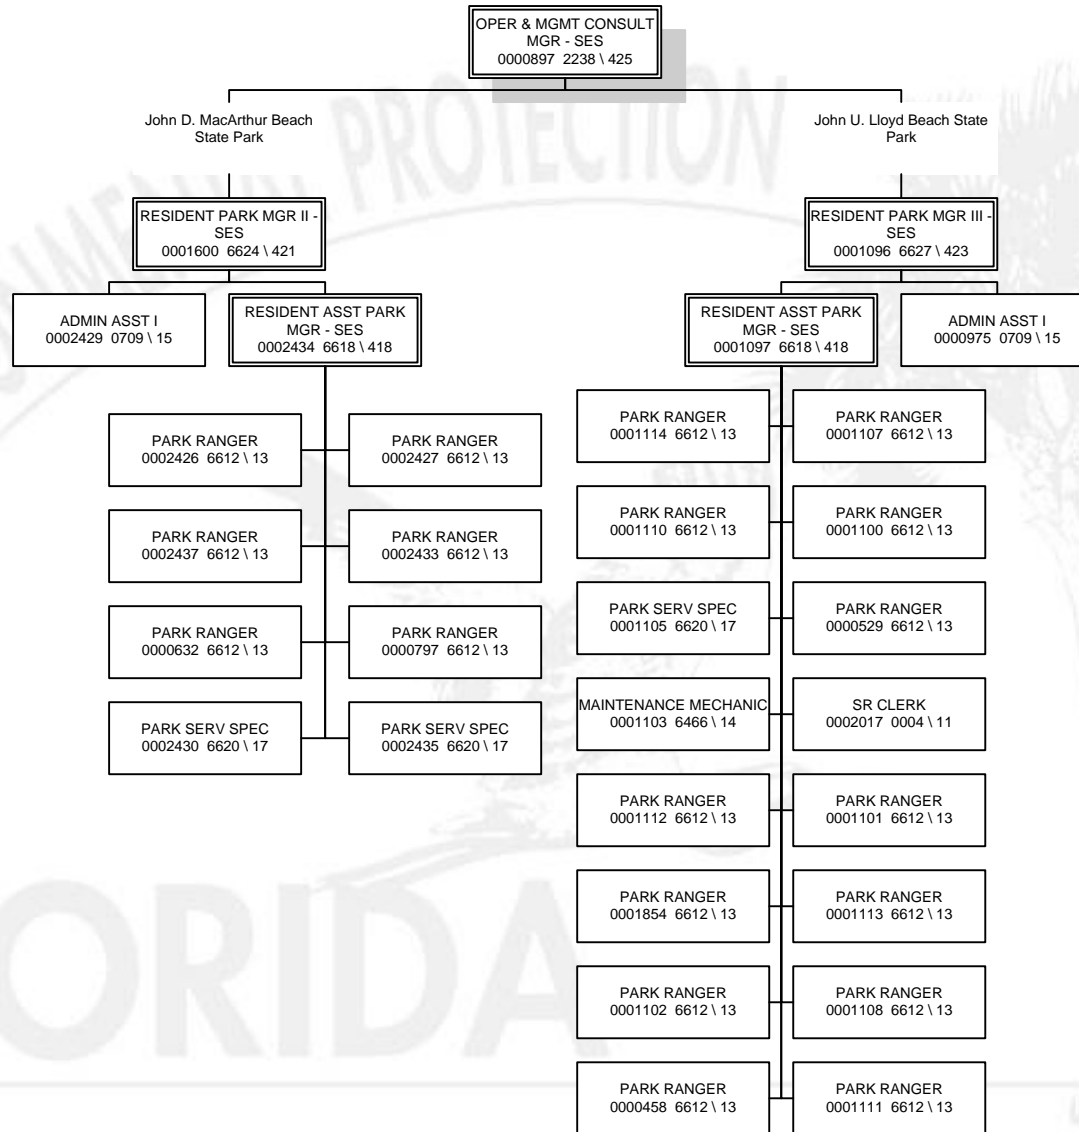 OPER & MGMT CONSULT
MGR - SES
0000897 2238 \ 425
John D. MacArthur Beach
State Park
John U. Lloyd Beach State
Park
RESIDENT PARK MGR II -
SES
0001600 6624 \ 421
RESIDENT PARK MGR III -
SES
0001096 6627 \ 423
ADMIN ASST I
0002429 0709 \ 15
RESIDENT ASST PARK
MGR - SES
0002434 6618 \ 418
RESIDENT ASST PARK
MGR - SES
0001097 6618 \ 418
ADMIN ASST I
0000975 0709 \ 15
PARK RANGER
0002426 6612 \ 13
PARK RANGER
0002427 6612 \ 13
PARK RANGER
0002437 6612 \ 13
PARK RANGER
0002433 6612 \ 13
PARK RANGER
0000632 6612 \ 13
PARK RANGER
0000797 6612 \ 13
PARK SERV SPEC
0002430 6620 \ 17
PARK SERV SPEC
0002435 6620 \ 17
PARK RANGER
0001114 6612 \ 13
PARK RANGER
0001107 6612 \ 13
PARK RANGER
0001110 6612 \ 13
PARK RANGER
0001100 6612 \ 13
PARK SERV SPEC
0001105 6620 \ 17
PARK RANGER
0000529 6612 \ 13
MAINTENANCE MECHANIC
0001103 6466 \ 14
SR CLERK
0002017 0004 \ 11
PARK RANGER
0001112 6612 \ 13
PARK RANGER
0001101 6612 \ 13
PARK RANGER
0001854 6612 \ 13
PARK RANGER
0001113 6612 \ 13
PARK RANGER
0001102 6612 \ 13
PARK RANGER
0001108 6612 \ 13
PARK RANGER
0000458 6612 \ 13
PARK RANGER
0001111 6612 \ 13
PROTECTION
ORIDA